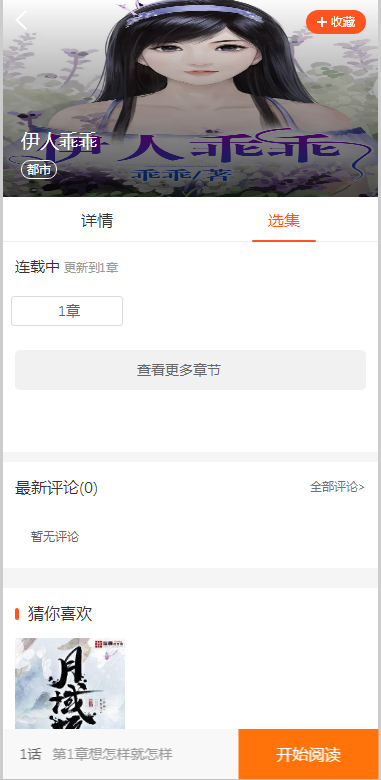 + 收藏
伊人乖乖
伊人乖乖
都市
乖乖/著
详情
选集
连载中 更新到1章
1章
查看更多章节
最新评论(0)
全部评论>
暂无评论
猜你喜欢
月域
1话 第1章想怎样就怎样
开始阅读